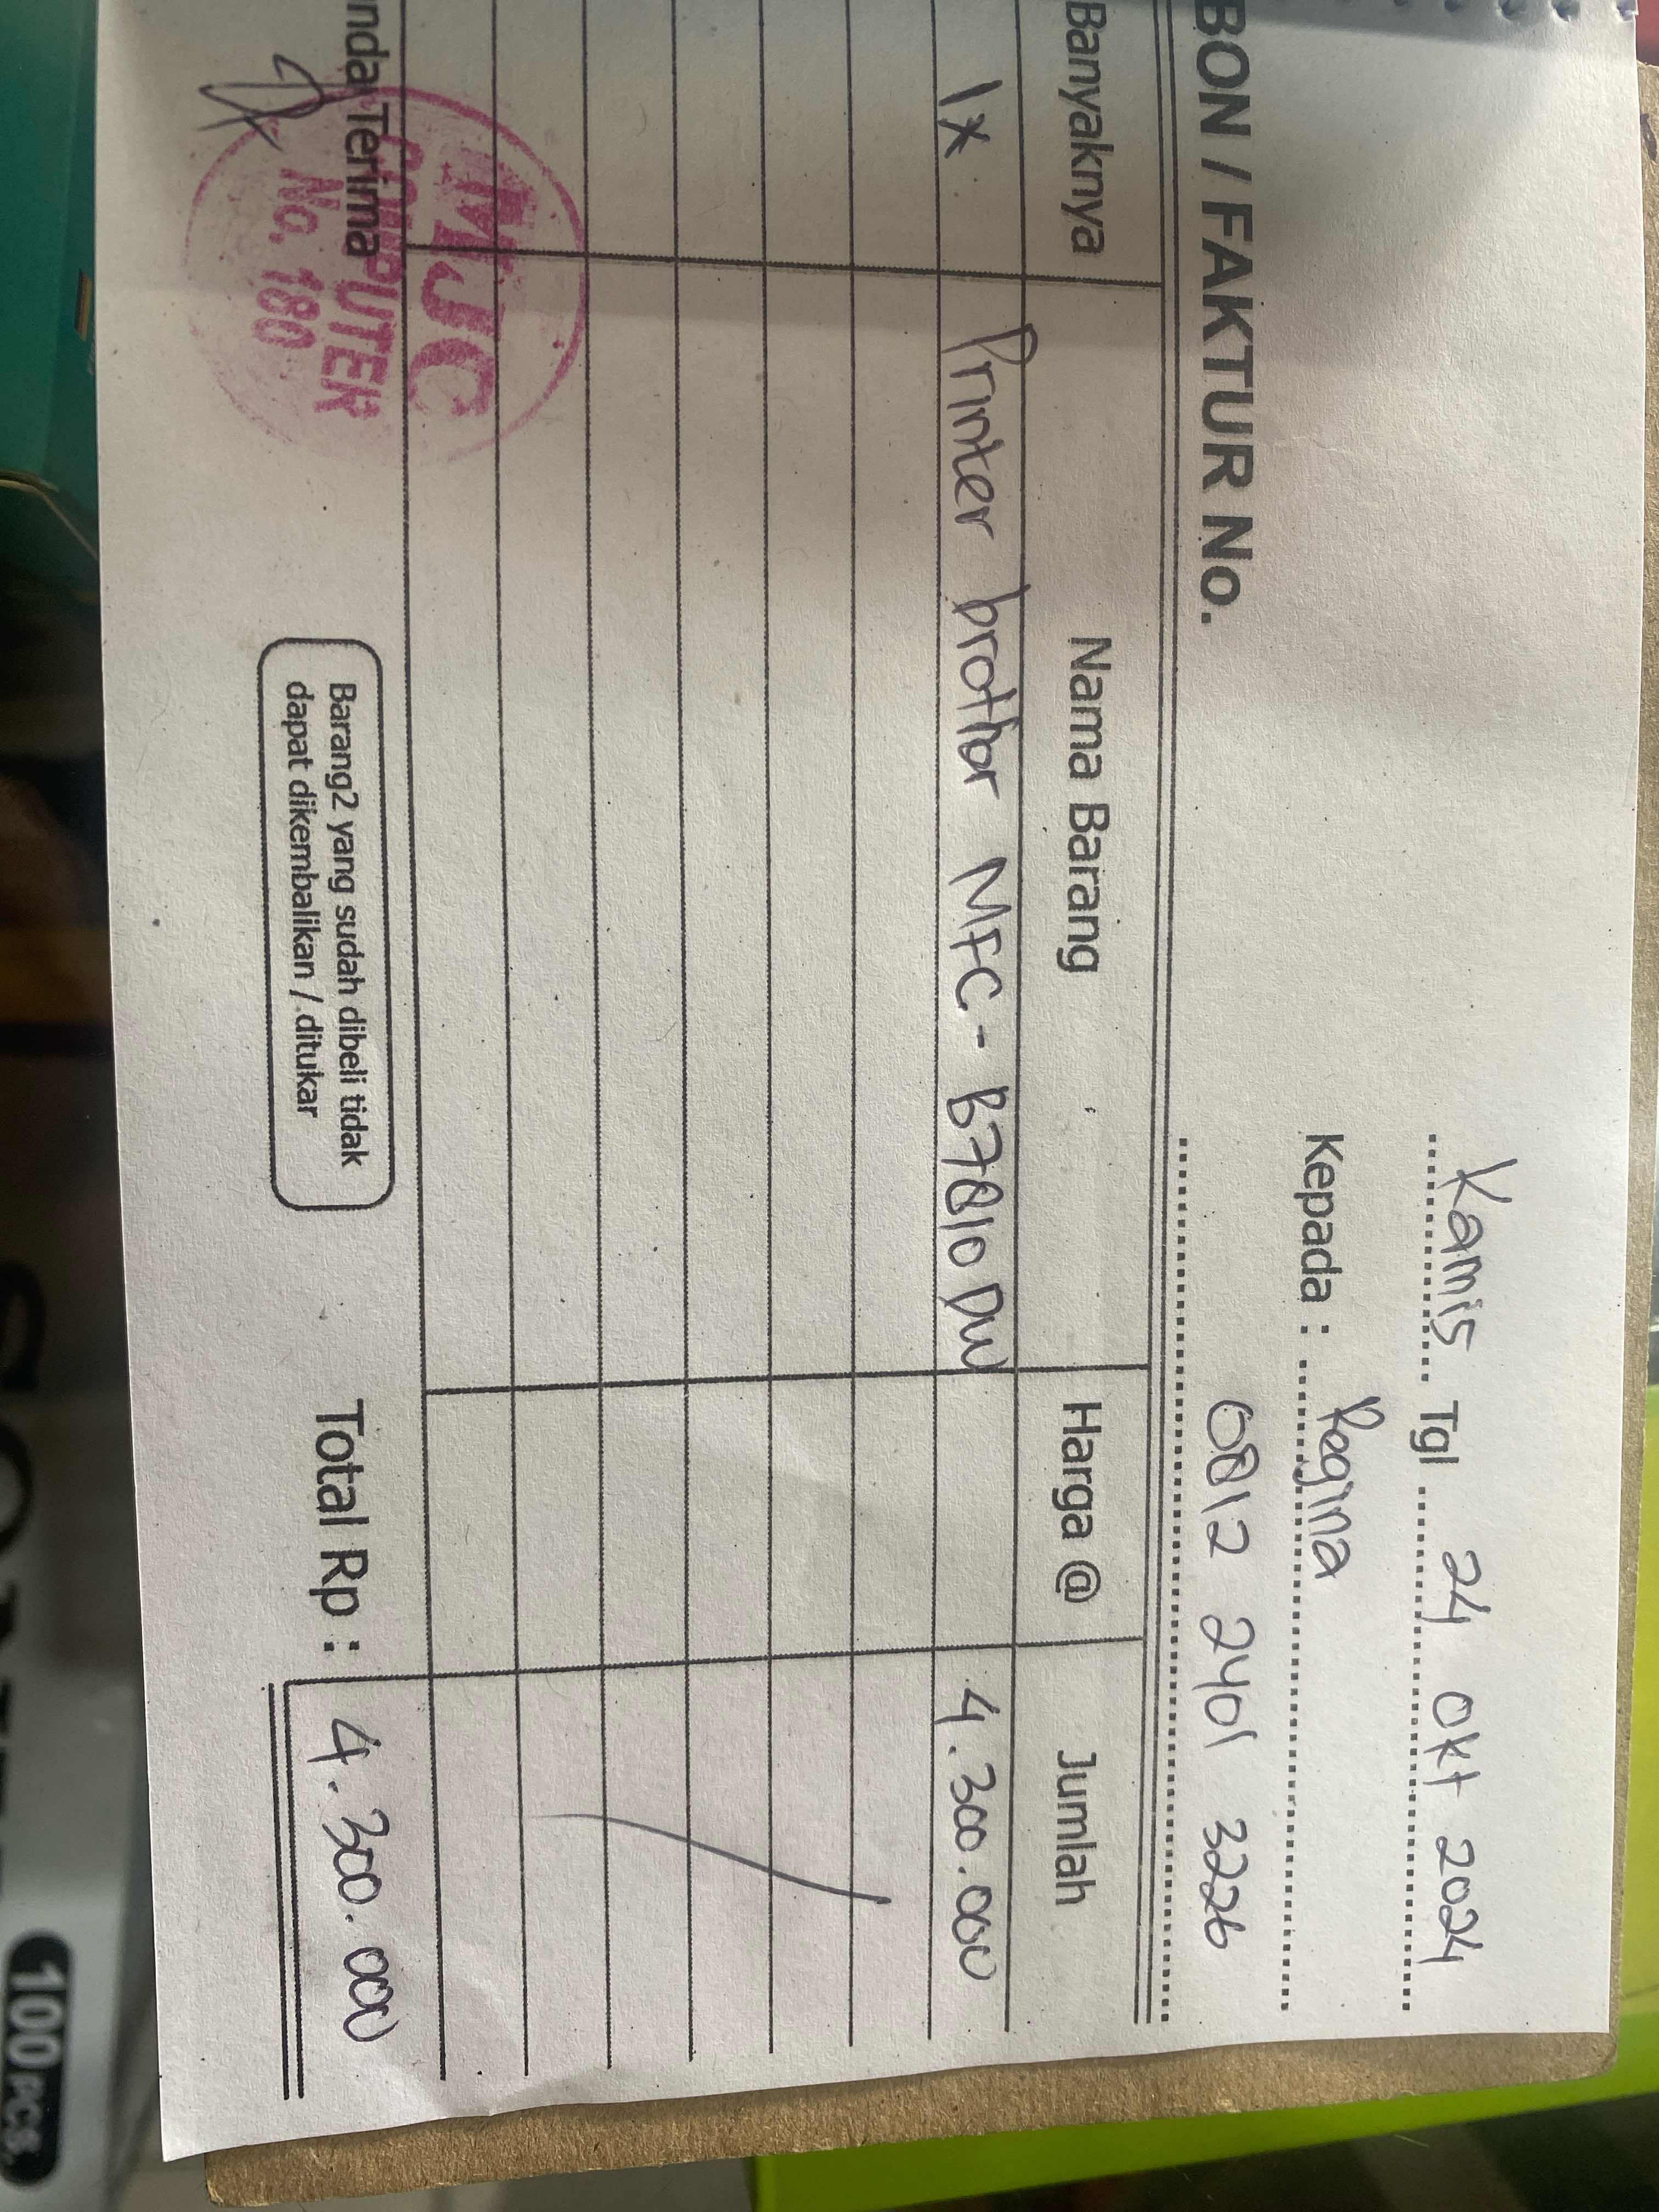 Kamis Tgl 24 Okt 2024
Kepada : Regina
0812 2401 3226
BON / FAKTUR No.
Banyaknya Nama Barang Harga @ Jumlah
1x Printer brother MFC - B7810 DW 4.300.000
nda Terima
MJC
COMPUTER
No. 180
Barang2 yang sudah dibeli tidak
dapat dikembalikan / ditukar
Total Rp : 4.300.000
100 pcs